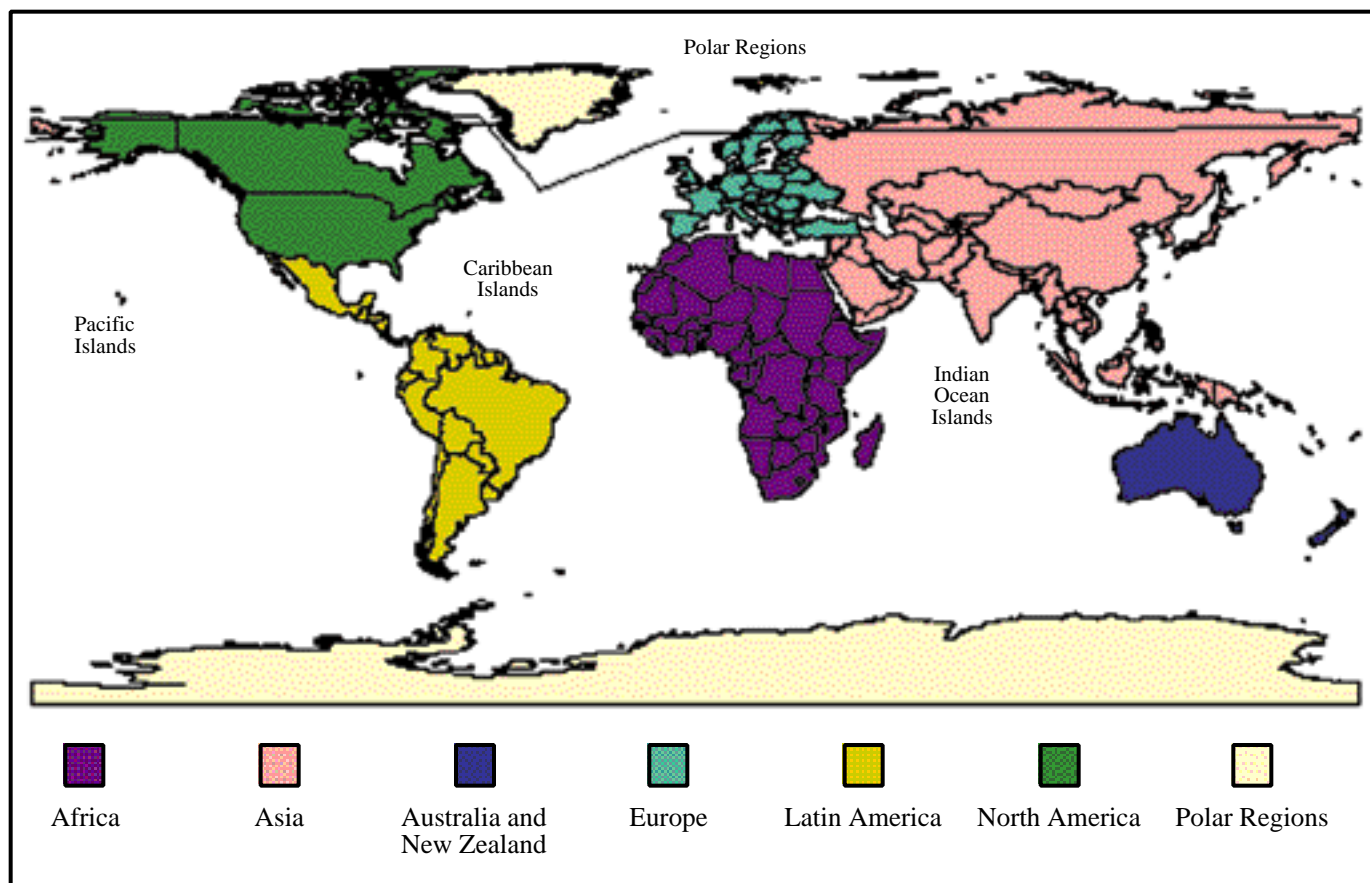 Polar Regions
Caribbean
Islands
Pacific
Islands
Indian
Ocean
Islands
Africa
Asia
Australia and
New Zealand
Europe
Latin America
North America
Polar Regions